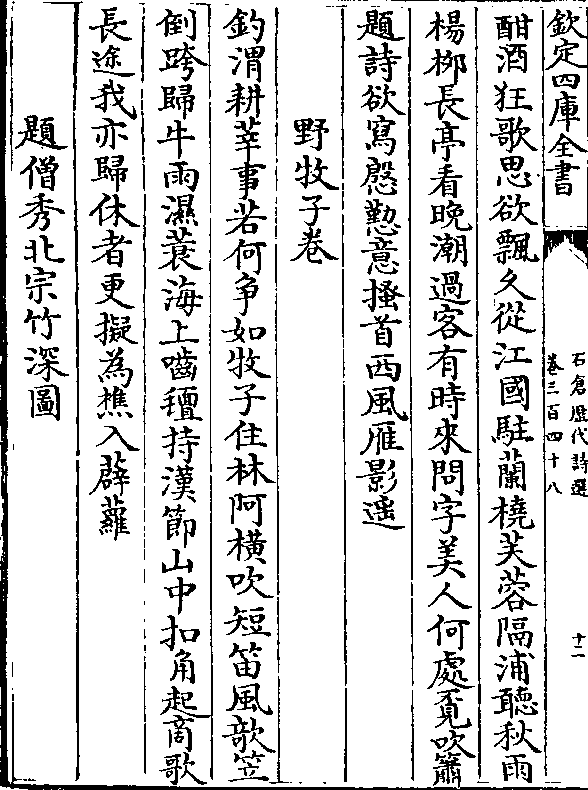 欽定四庫全書
石倉歷代詩選
卷三百四十八
十二
酣酒狂歌思欲飄久從江國駐蘭橈芙蓉隔浦聽秋雨
楊柳長亭看晚潮過客有時來問字美人何處覔吹簫
題詩欲寫慇懃意搔首西風雁影遥
野牧子卷
釣渭耕莘事若何争如牧子住林阿橫吹短笛風欹笠
倒跨歸牛雨濕蓑海上嚙氊持漢節山中扣角起商歌
長途我亦歸休者更擬為樵入薜蘿
題僧秀北宗竹深圖